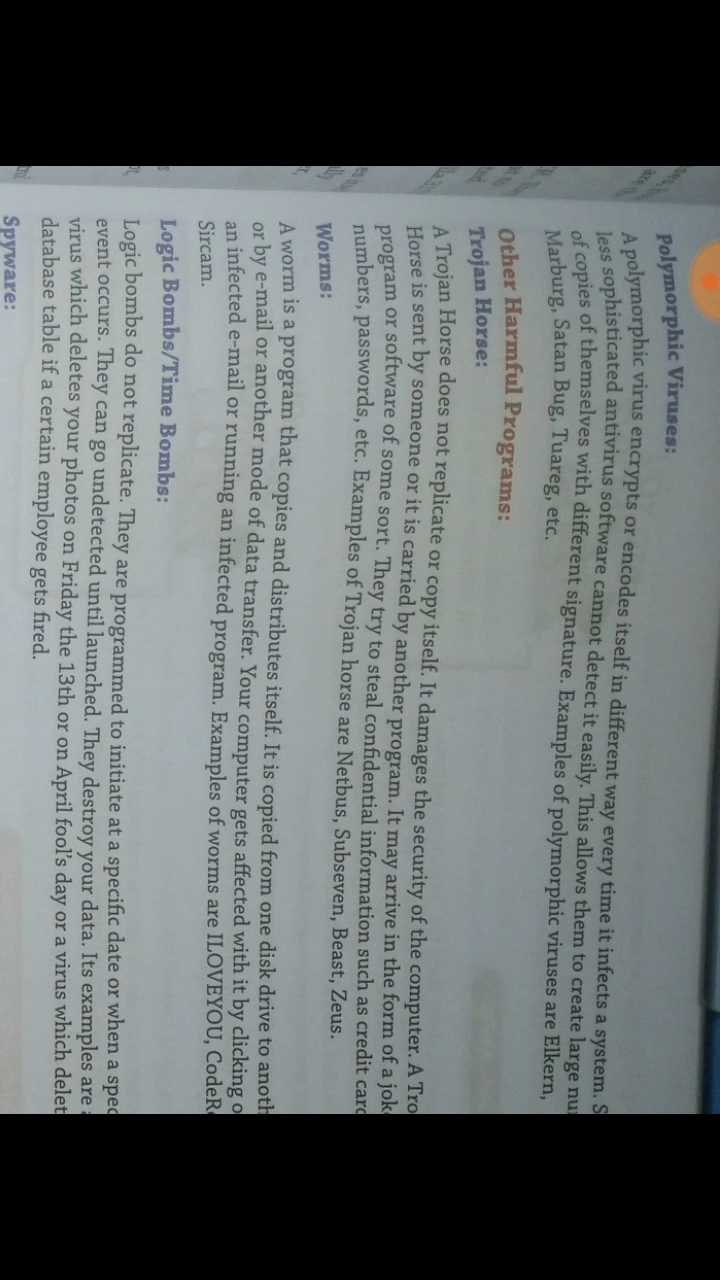 Polymorphic Viruses:
A polymorphic virus encrypts or encodes itself in different way every time it infects a system. S
less sophisticated antivirus software cannot detect it easily. This allows them to create large nu
of copies of themselves with different signature. Examples of polymorphic viruses are Elkern,
Marburg, Satan Bug, Tuareg, etc.
Other Harmful Programs:
Trojan Horse:
A Trojan Horse does not replicate or copy itself. It damages the security of the computer. A Tro
Horse is sent by someone or it is carried by another program. It may arrive in the form of a jok
program or software of some sort. They try to steal confidential information such as credit car
numbers, passwords, etc. Examples of Trojan horse are Netbus, Subseven, Beast, Zeus.
Worms:
A worm is a program that copies and distributes itself. It is copied from one disk drive to anoth
or by e-mail or another mode of data transfer. Your computer gets affected with it by clicking o
an infected e-mail or running an infected program. Examples of worms are ILOVEYOU, CodeR
Sircam.
Logic Bombs/Time Bombs:
Logic bombs do not replicate. They are programmed to initiate at a specific date or when a spec
event occurs. They can go undetected until launched. They destroy your data. Its examples are
virus which deletes your photos on Friday the 13th or on April fool's day or a virus which delet
database table if a certain employee gets fired.
Spyware: